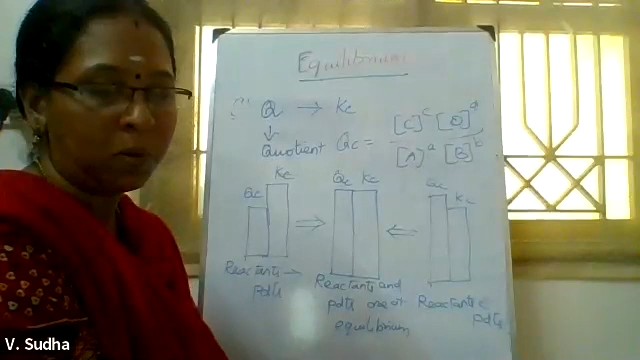 Equilibrium
Q → Kc
↓
Quotient Qc = [C]ᶜ [D]ᵈ
[A]ᵃ [B]ᵇ
Qc Kc
Qc Kc
Qc Kc
⇒ ⇐
Reactants →
pdts
Reactants and
pdts are at
equilibrium
Reactants ←
pdts
V. Sudha